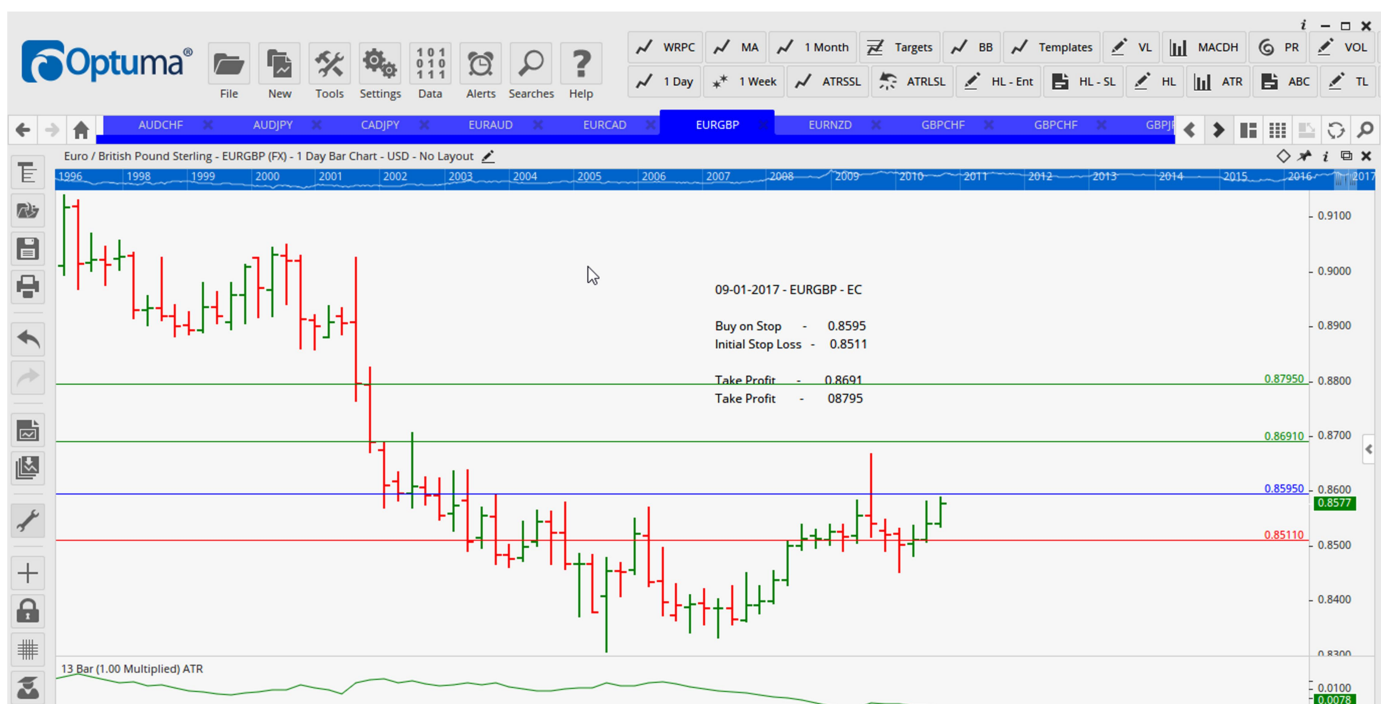 i
Optuma®
File
New
Tools
Settings
101
010
111
Data
Alerts
Searches
?
Help
WRPC
MA
1 Month
Targets
BB
Templates
VL
MACDH
PR
VOL
1 Day
1 Week
ATRSSL
ATRLSL
HL - Ent
HL - SL
HL
ATR
ABC
TL
AUDCHF
AUDJPY
CADJPY
EURAUD
EURCAD
EURGBP
EURNZD
GBPCHF
GBPCHF
Euro / British Pound Sterling - EURGBP (FX) - 1 Day Bar Chart - USD - No Layout
i
1996 1998 1999 2000 2001 2002 2003 2004 2005 2006 2007 2008 2009 2010 2011 2012 2013 2014 2015 2016 2017
0.9100
0.9000
09-01-2017 - EURGBP - EC
Buy on Stop - 0.8595
0.8900
Initial Stop Loss - 0.8511
Take Profit - 0.8691
0.87950
0.8800
Take Profit - 08795
0.86910
0.8700
0.85950
0.8600
0.8577
0.85110
0.8500
0.8400
0.8300
13 Bar (1.00 Multiplied) ATR
0.0100
0.0078